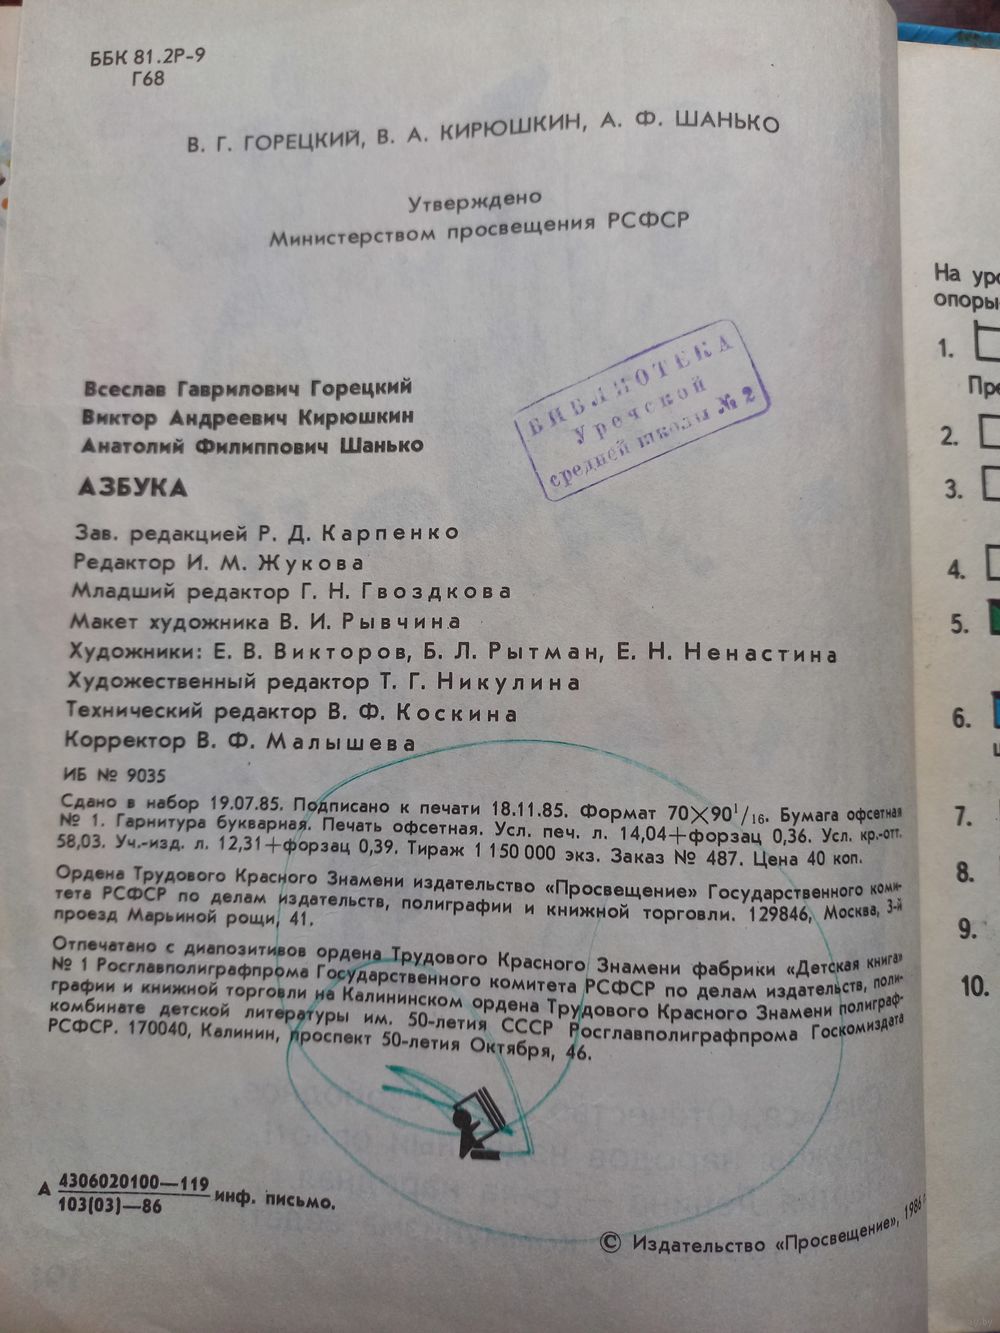 ББК 81.2Р-9
Г68
В. Г. ГОРЕЦКИЙ, В. А. КИРЮШКИН, А. Ф. ШАНЬКО
Утверждено
Министерством просвещения РСФСР
БИБЛИОТЕКА
Уречской
средней школы № 2
Всеслав Гаврилович Горецкий
Виктор Андреевич Кирюшкин
Анатолий Филиппович Шанько
АЗБУКА
Зав. редакцией Р. Д. Карпенко
Редактор И. М. Жукова
Младший редактор Г. Н. Гвоздкова
Макет художника В. И. Рывчина
Художники: Е. В. Викторов, Б. Л. Рытман, Е. Н. Ненастина
Художественный редактор Т. Г. Никулина
Технический редактор В. Ф. Коскина
Корректор В. Ф. Малышева
ИБ № 9035
Сдано в набор 19.07.85. Подписано к печати 18.11.85. Формат 70×90 1/16. Бумага офсетная
№ 1. Гарнитура букварная. Печать офсетная. Усл. печ. л. 14,04+форзац 0,36. Усл. кр.-отт.
58,03. Уч.-изд. л. 12,31+форзац 0,39. Тираж 1 150 000 экз. Заказ № 487. Цена 40 коп.
Ордена Трудового Красного Знамени издательство «Просвещение» Государственного коми-
тета РСФСР по делам издательств, полиграфии и книжной торговли. 129846, Москва, 3-й
проезд Марьиной рощи, 41.
Отпечатано с диапозитивов ордена Трудового Красного Знамени фабрики «Детская книга»
№ 1 Росглавполиграфпрома Государственного комитета РСФСР по делам издательств, поли-
графии и книжной торговли на Калининском ордена Трудового Красного Знамени полиграф-
комбинате детской литературы им. 50-летия СССР Росглавполиграфпрома Госкомиздата
РСФСР. 170040, Калинин, проспект 50-летия Октября, 46.
А 4306020100—119
103(03)—86 инф. письмо.
© Издательство «Просвещение», 1986 г
На уро
опоры
1.
Пре
2.
3.
4.
5.
6.
7.
8.
9.
10.